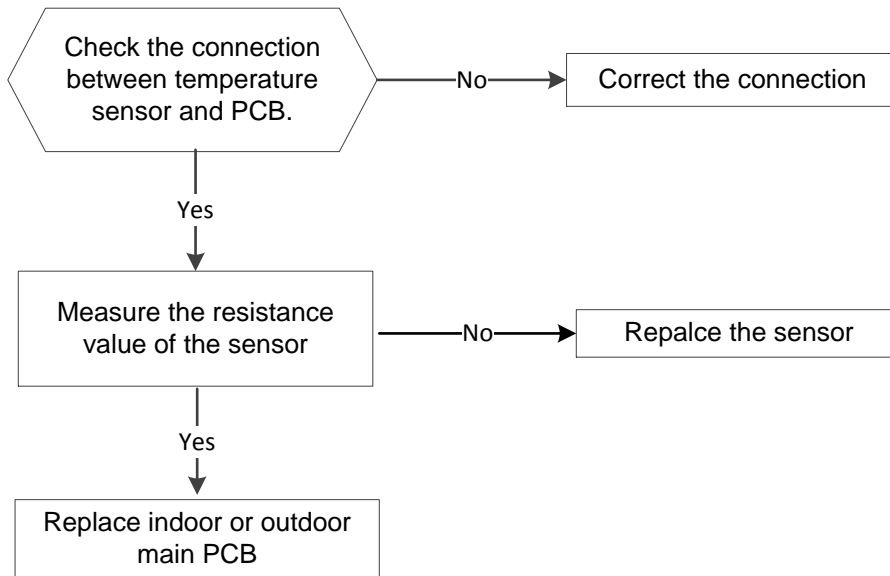 Check the connection
between temperature
sensor and PCB.
No
Correct the connection
Yes
Measure the resistance
value of the sensor
No
Repalce the sensor
Yes
Replace indoor or outdoor
main PCB